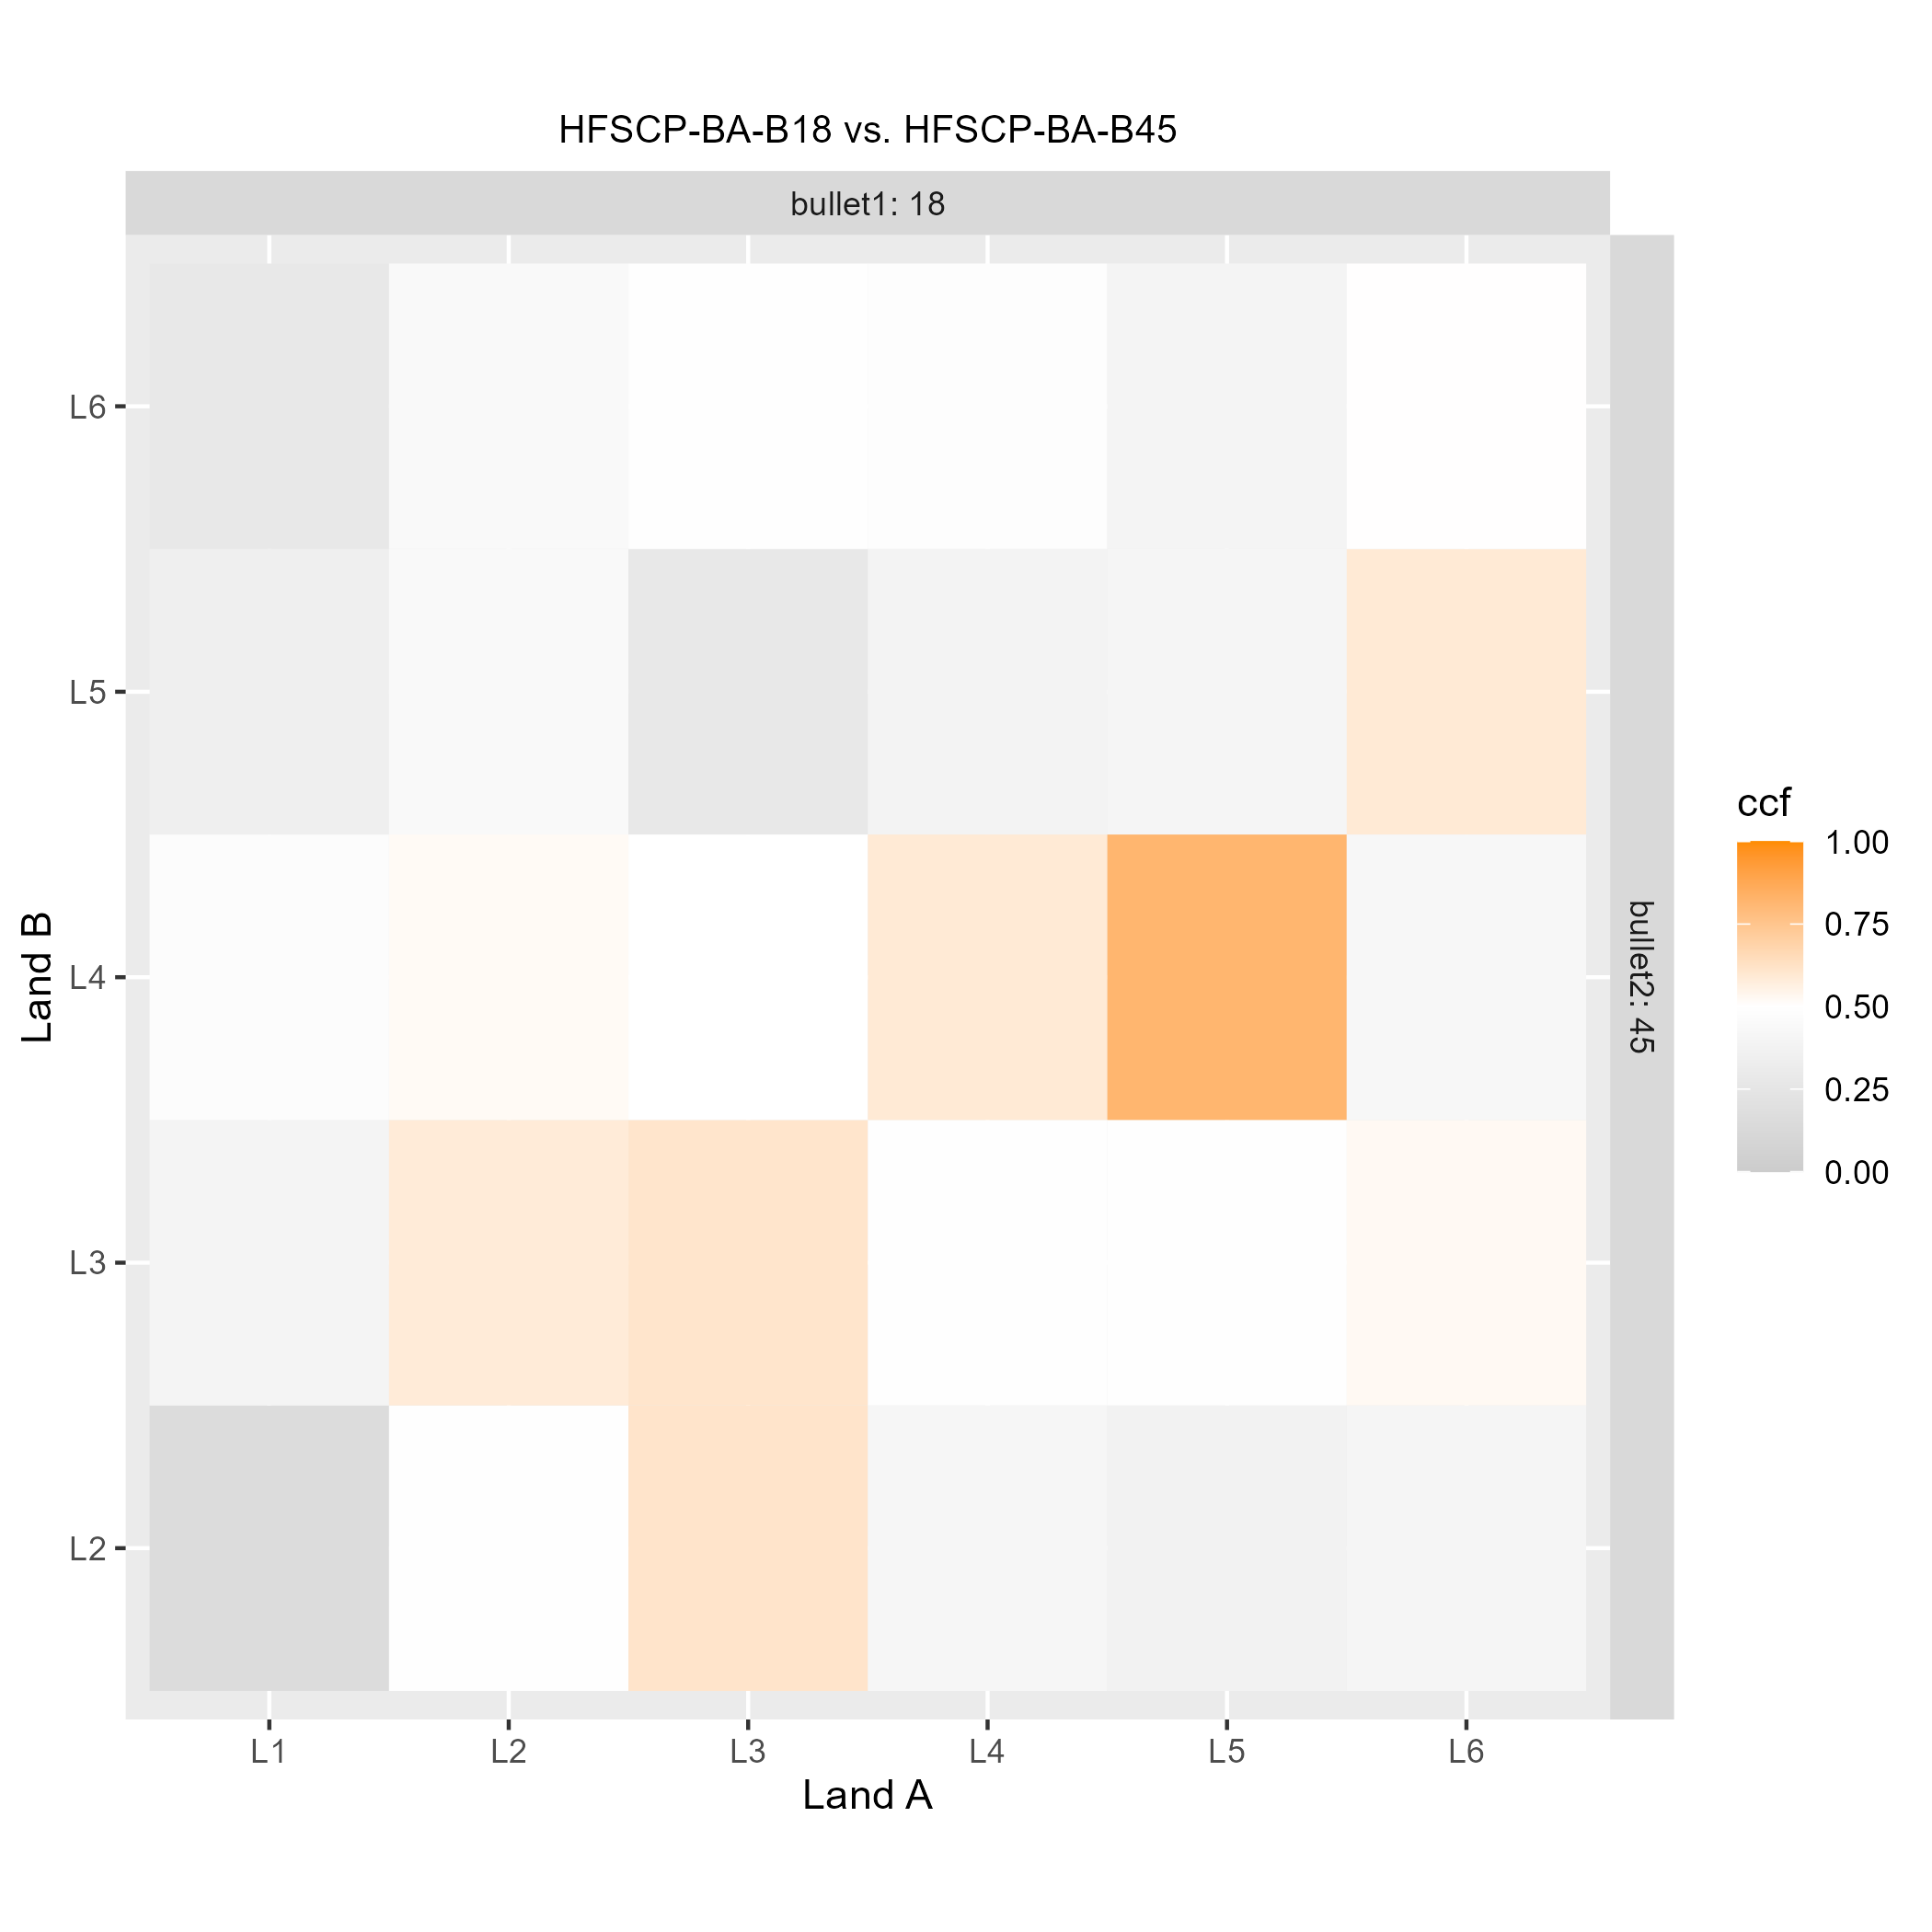 HFSCP-BA-B18 vs. HFSCP-BA-B45
bullet1: 18
L6
L5
L4
L3
L2
Land B
L1 L2 L3 L4 L5 L6
Land A
bullet2: 45
ccf
1.00
0.75
0.50
0.25
0.00